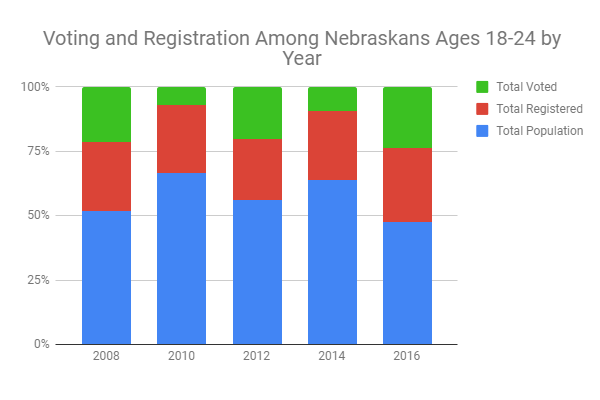 Voting and Registration Among Nebraskans Ages 18-24 by
Year
100%
75%
50%
25%
0%
2008
2010
2012
2014
2016
Total Voted
Total Registered
Total Population